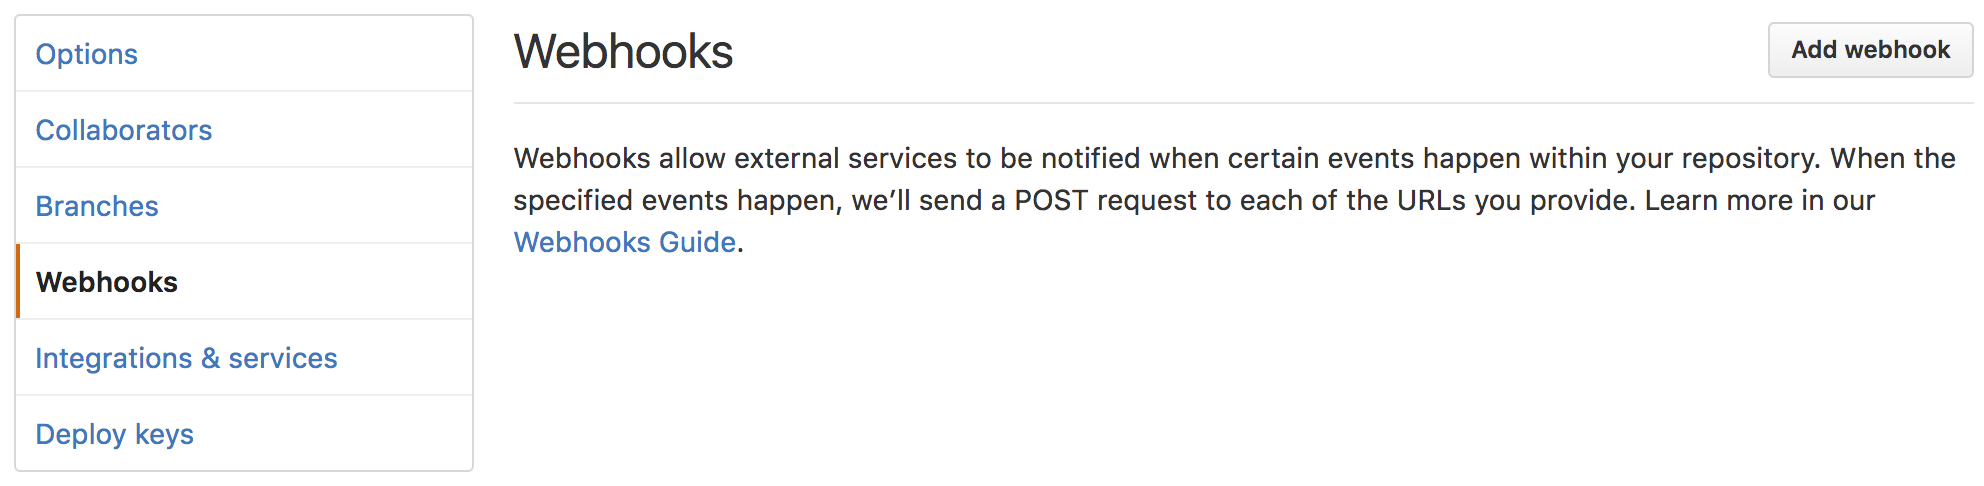 Options
Collaborators
Branches
Webhooks
Integrations & services
Deploy keys
Webhooks
Add webhook
Webhooks allow external services to be notified when certain events happen within your repository. When the
specified events happen, we’ll send a POST request to each of the URLs you provide. Learn more in our
Webhooks Guide.